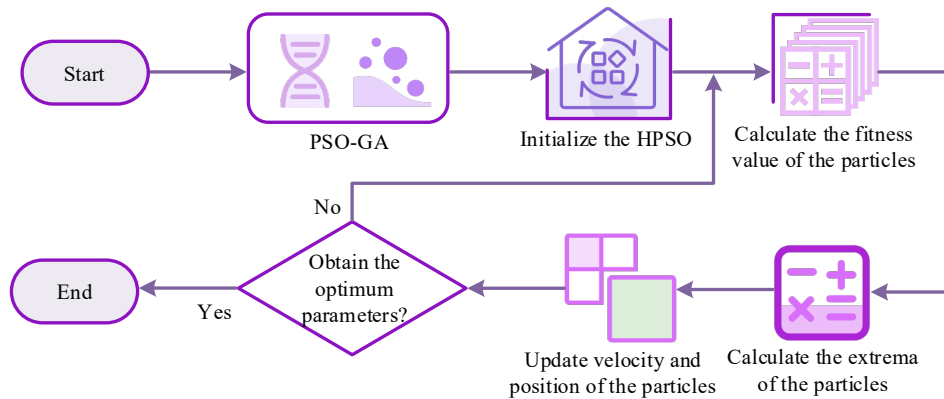 Start
PSO-GA
Initialize the HPSO
Calculate the fitness
value of the particles
No
Obtain the
optimum
parameters?
Yes
End
Update velocity and
position of the particles
Calculate the extrema
of the particles